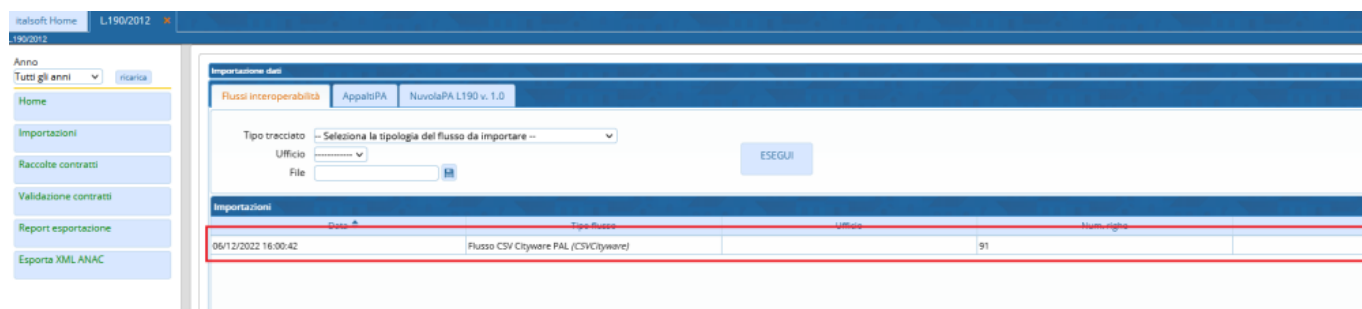 italsoft Home L.190/2012 ×
L.190/2012
Anno
Tutti gli anni ricarica
Home
Importazioni
Raccolte contratti
Validazione contratti
Report esportazione
Esporta XML ANAC
Importazione dati
Flussi interoperabilità AppaltiPA NuvolaPA L190 v. 1.0
Tipo tracciato -- Seleziona la tipologia del flusso da importare --
Ufficio ------------
File
ESEGUI
Importazioni
Data Tipo flusso Ufficio Num. righe
06/12/2022 16:00:42 Flusso CSV Cityware PAL (CSVCityware) 91